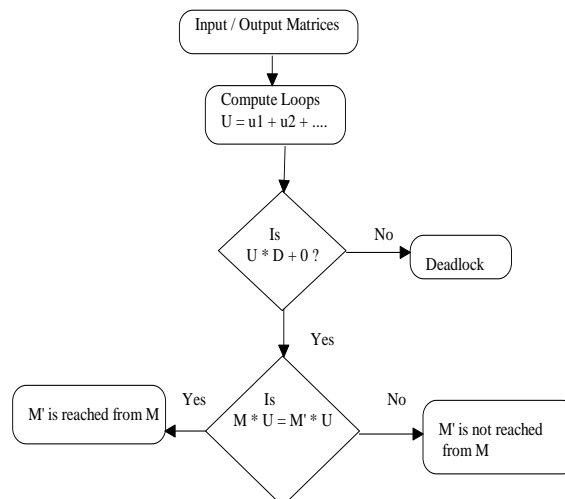 Input / Output Matrices
Compute Loops
U = u1 + u2 + ....
Is
U * D + 0 ?
No
Deadlock
Yes
M' is reached from M
Yes
Is
M * U = M' * U
No
M' is not reached
from M